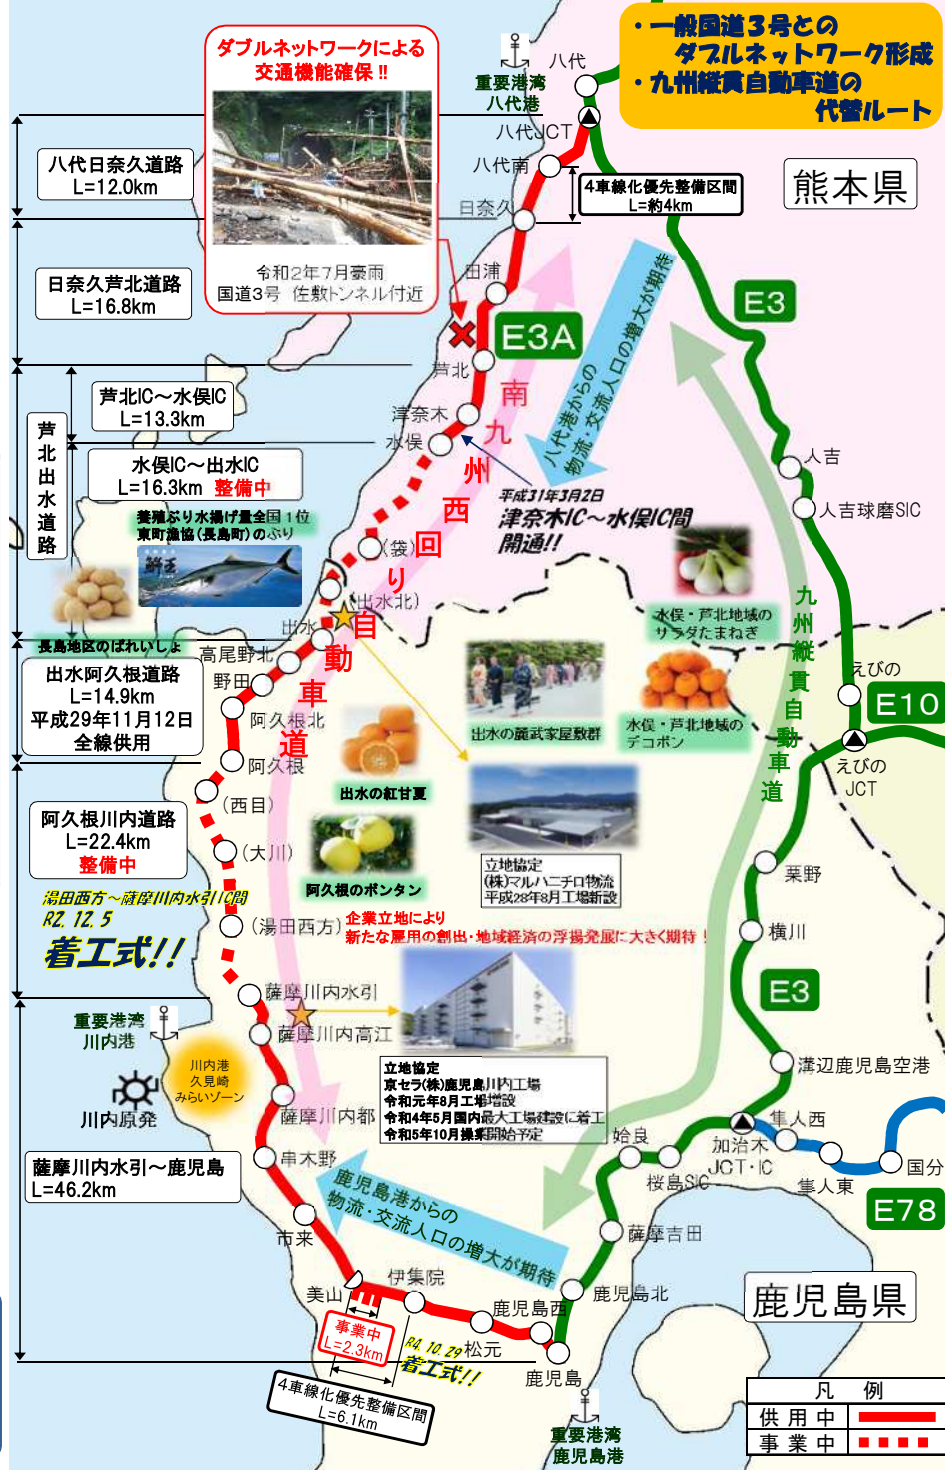 ・一般国道３号との
ダブルネットワーク形成
・九州縦貫自動車道の
代替ルート
ダブルネットワークによる
交通機能確保!!
令和2年7月豪雨
国道3号 佐敷トンネル付近
重要港湾
八代港
八代
八代JCT
八代南
日奈久
4車線化優先整備区間
L=約4km
熊本県
八代日奈久道路
L=12.0km
日奈久芦北道路
L=16.8km
田浦
E3A
E3
芦北
津奈木
水俣
芦北IC～水俣IC
L=13.3km
芦北出水道路
水俣IC～出水IC
L=16.3km 整備中
八代港からの
物流・交流人口の増大が期待
南九州西回り自動車道
平成31年3月2日
津奈木IC～水俣IC間
開通!!
人吉
人吉球磨SIC
養殖ぶり水揚げ量全国１位
東町漁協(長島町)のぶり
鰤王
長島地区のばれいしょ
(袋)
(出水北)
出水
高尾野北
野田
阿久根北
阿久根
水俣・芦北地域の
サラダたまねぎ
九州縦貫自動車道
出水の麓武家屋敷群
水俣・芦北地域の
デコポン
えびの
E10
えびの
JCT
出水阿久根道路
L=14.9km
平成29年11月12日
全線供用
出水の紅甘夏
阿久根のボンタン
立地協定
(株)マルハニチロ物流
平成28年8月工場新設
(西目)
(大川)
(湯田西方)
阿久根川内道路
L=22.4km
整備中
湯田西方～薩摩川内水引IC間
R2.12.5
着工式!!
企業立地により
新たな雇用の創出・地域経済の浮揚発展に大きく期待！
栗野
横川
E3
薩摩川内水引
薩摩川内高江
重要港湾
川内港
川内港
久見崎
みらいゾーン
川内原発
薩摩川内都
立地協定
京セラ(株)鹿児島川内工場
令和元年8月工場増設
令和4年5月国内最大工場建設に着工
令和5年10月操業開始予定
溝辺鹿児島空港
姶良
桜島SIC
加治木
JCT・IC
隼人西
隼人東
国分
E78
薩摩川内水引～鹿児島
L=46.2km
串木野
市来
鹿児島港からの
物流・交流人口の増大が期待
薩摩吉田
美山
伊集院
鹿児島西
鹿児島北
松元
鹿児島
事業中
L=2.3km
R4.10.29
着工式!!
4車線化優先整備区間
L=6.1km
鹿児島県
重要港湾
鹿児島港
凡　例
供用中
事業中